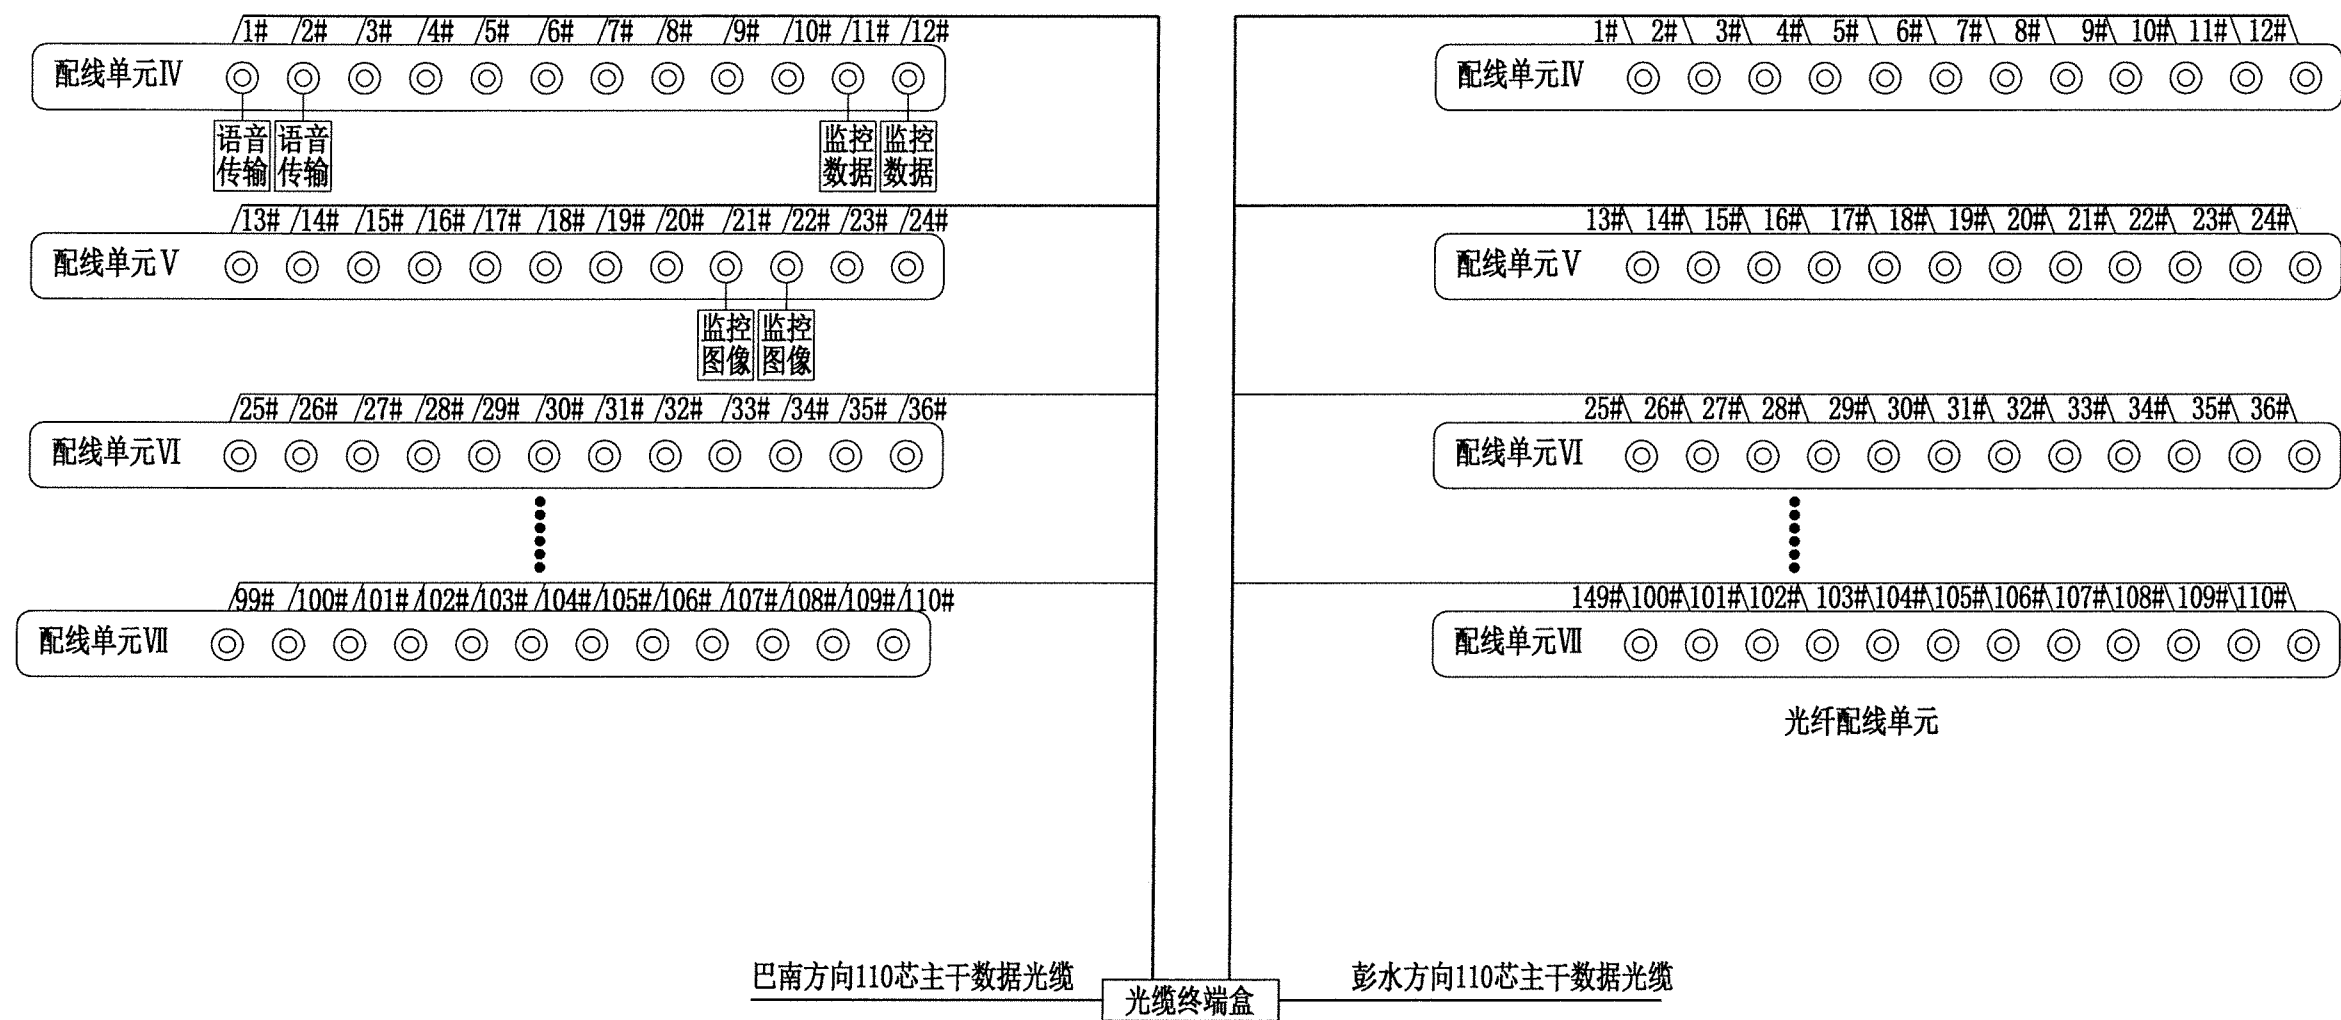 1# 2# 3# 4# 5# 6# 7# 8# 9# 10# 11# 12#
配线单元Ⅳ
语音传输 语音传输 监控数据 监控数据
13# 14# 15# 16# 17# 18# 19# 20# 21# 22# 23# 24#
配线单元Ⅴ
监控图像 监控图像
25# 26# 27# 28# 29# 30# 31# 32# 33# 34# 35# 36#
配线单元Ⅵ
99# 100# 101# 102# 103# 104# 105# 106# 107# 108# 109# 110#
配线单元Ⅶ
1# 2# 3# 4# 5# 6# 7# 8# 9# 10# 11# 12#
配线单元Ⅳ
13# 14# 15# 16# 17# 18# 19# 20# 21# 22# 23# 24#
配线单元Ⅴ
25# 26# 27# 28# 29# 30# 31# 32# 33# 34# 35# 36#
配线单元Ⅵ
149# 100# 101# 102# 103# 104# 105# 106# 107# 108# 109# 110#
配线单元Ⅶ
光纤配线单元
巴南方向110芯主干数据光缆
光缆终端盒
彭水方向110芯主干数据光缆